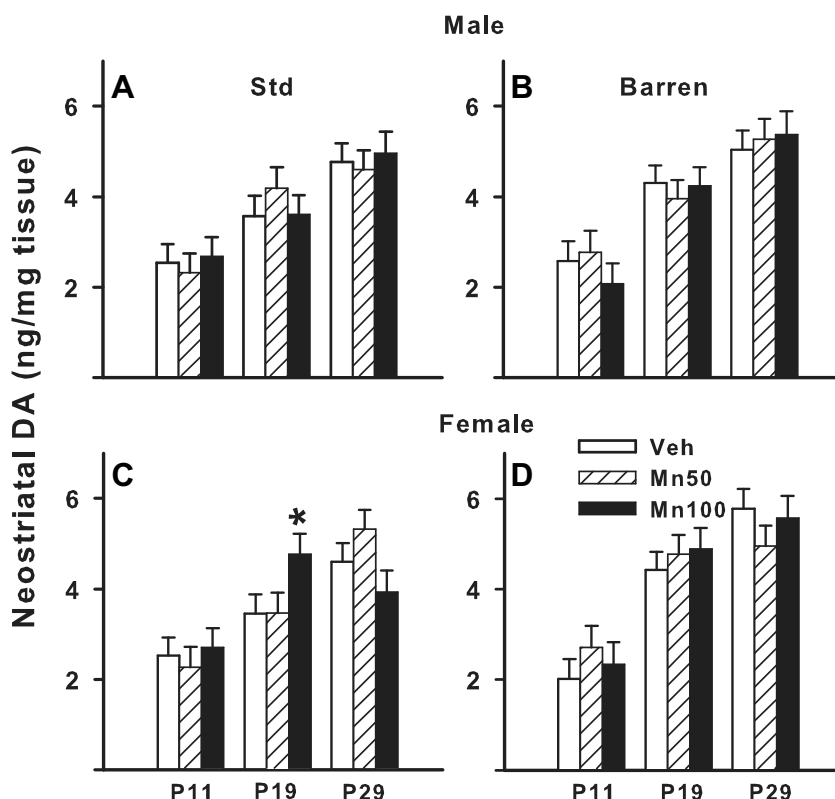 Male
A
Std
B
Barren
6
4
2
Neostriatal DA (ng/mg tissue)
6
4
2
Female
C
*
D
Veh
Mn50
Mn100
6
4
2
P11 P19 P29
6
4
2
P11 P19 P29